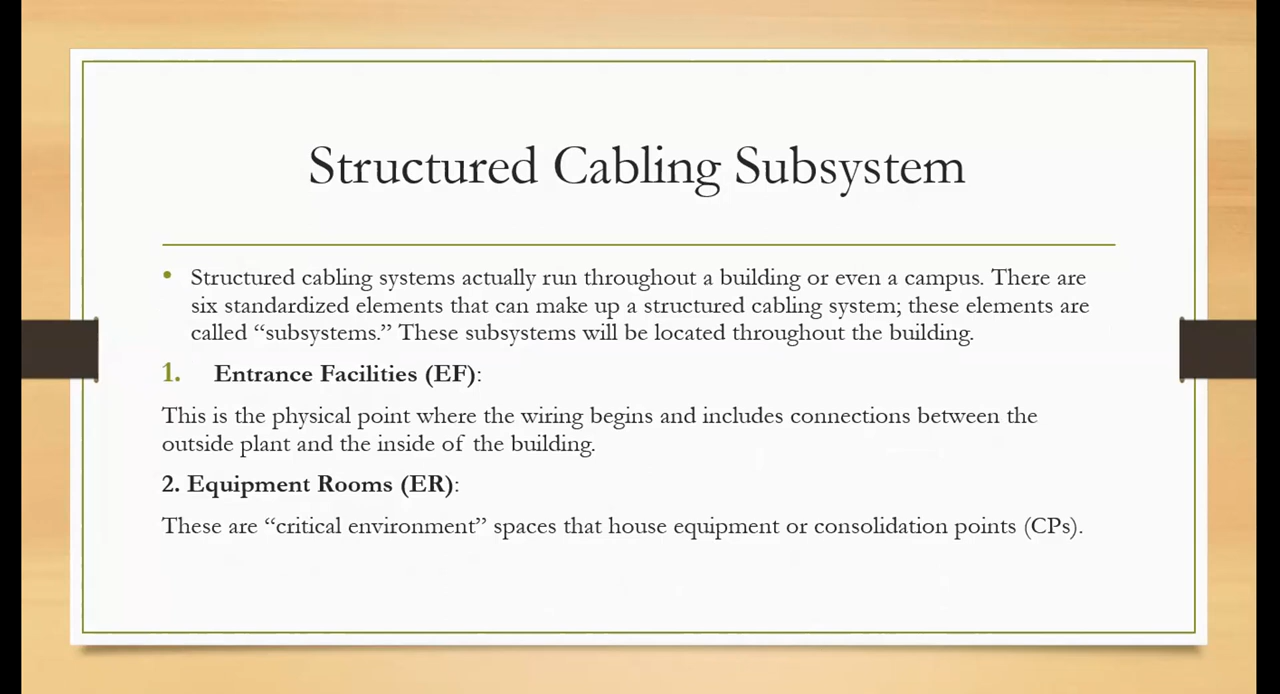 Structured Cabling Subsystem
• Structured cabling systems actually run throughout a building or even a campus. There are
six standardized elements that can make up a structured cabling system; these elements are
called “subsystems.” These subsystems will be located throughout the building.
1. Entrance Facilities (EF):
This is the physical point where the wiring begins and includes connections between the
outside plant and the inside of the building.
2. Equipment Rooms (ER):
These are “critical environment” spaces that house equipment or consolidation points (CPs).